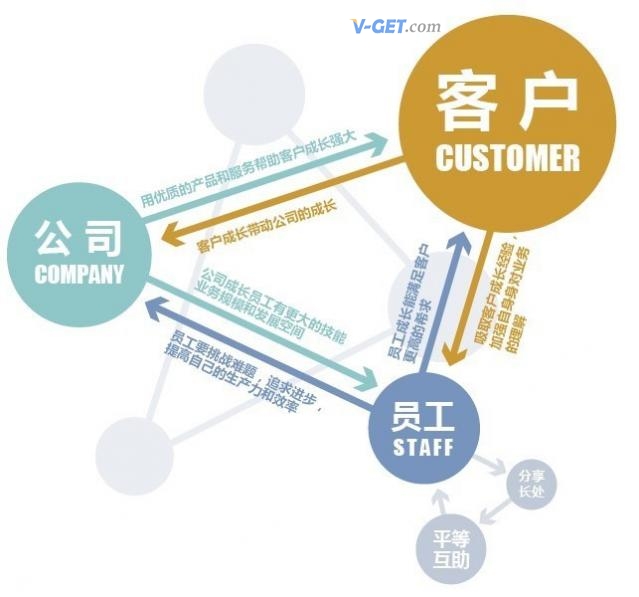 V-GET.com
客户
CUSTOMER
用优质的产品和服务帮助客户成长强大
客户成长带动公司的成长
公司
COMPANY
公司成长员工有更大的技能
业务规模和发展空间
员工要挑战难题，追求进步，
提高自己的生产力和效率
员工成长能满足客户
更高的希求
吸取客户成长经验，
加强自身身对业务
的理解
员工
STAFF
分享
长处
平等
互助